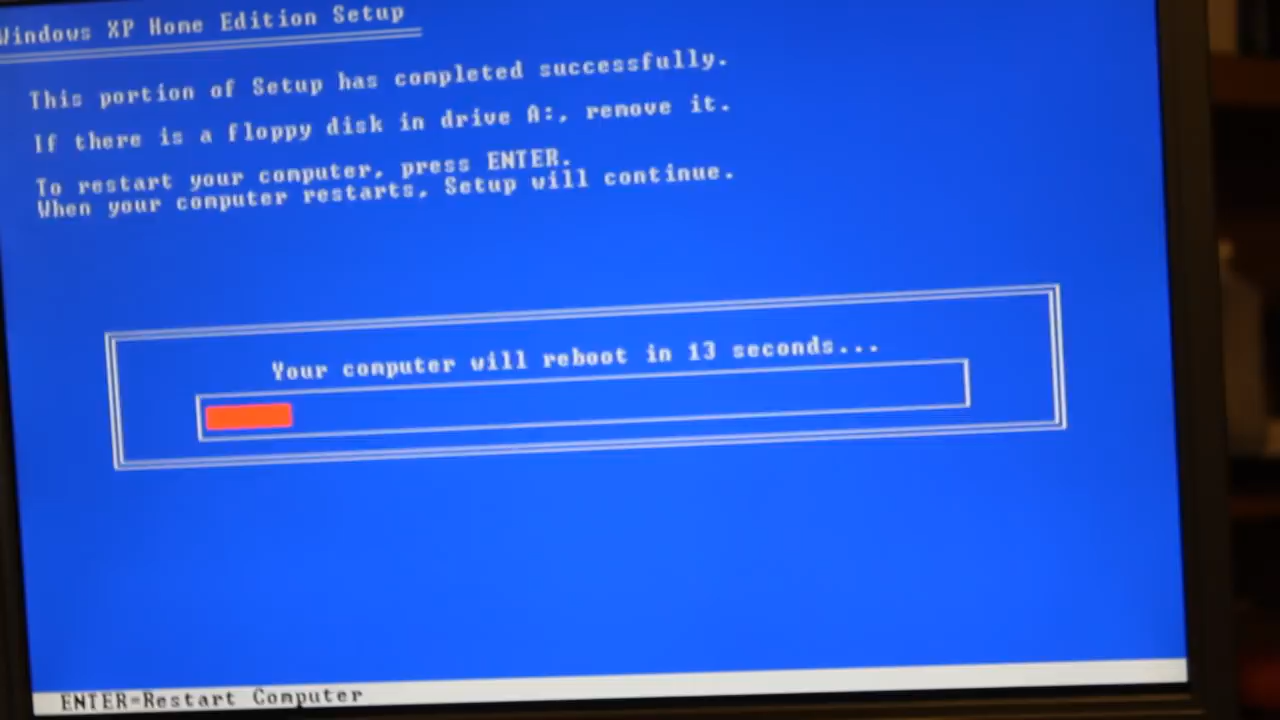 Windows XP Home Edition Setup
This portion of Setup has completed successfully.
If there is a floppy disk in drive A:, remove it.
To restart your computer, press ENTER.
When your computer restarts, Setup will continue.
Your computer will reboot in 13 seconds...
ENTER=Restart Computer